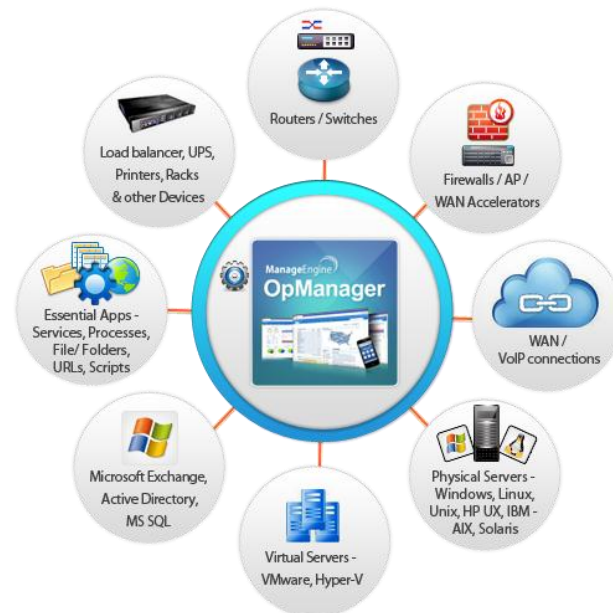 Routers / Switches
Firewalls / AP /
WAN Accelerators
WAN /
VoIP connections
Physical Servers -
Windows, Linux,
Unix, HP UX, IBM -
AIX, Solaris
Virtual Servers -
VMware, Hyper-V
Microsoft Exchange,
Active Directory,
MS SQL
Essential Apps -
Services, Processes,
File/ Folders,
URLs, Scripts
Load balancer, UPS,
Printers, Racks
& other Devices
ManageEngine
OpManager